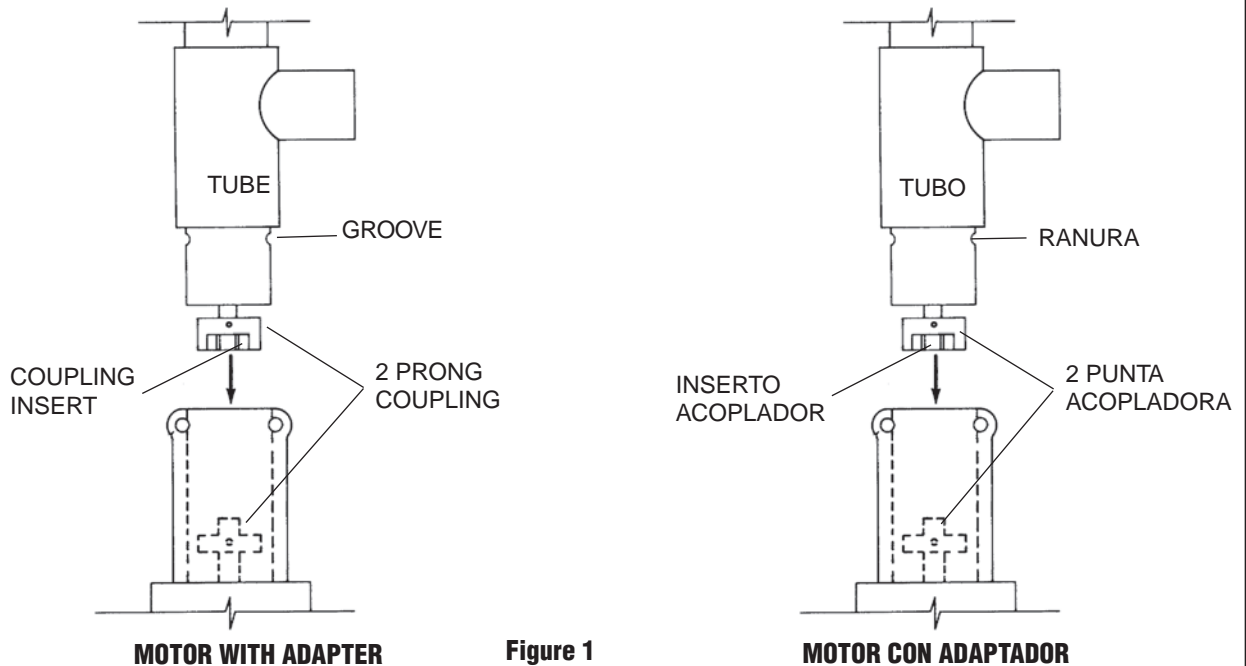 TUBE
GROOVE
COUPLING
INSERT
2 PRONG
COUPLING
MOTOR WITH ADAPTER
Figure 1
TUBO
RANURA
INSERTO
ACOPLADOR
2 PUNTA
ACOPLADORA
MOTOR CON ADAPTADOR